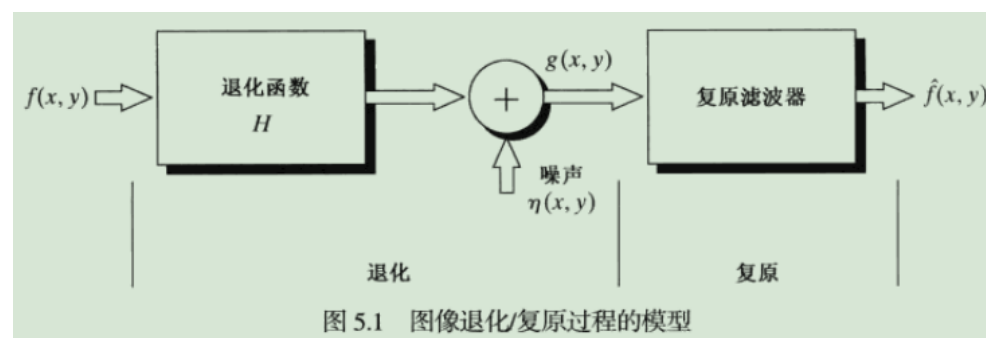 f(x, y)
退化函数
H
+
g(x, y)
噪声
η(x, y)
复原滤波器
f̂(x, y)
退化
复原
图 5.1 图像退化/复原过程的模型